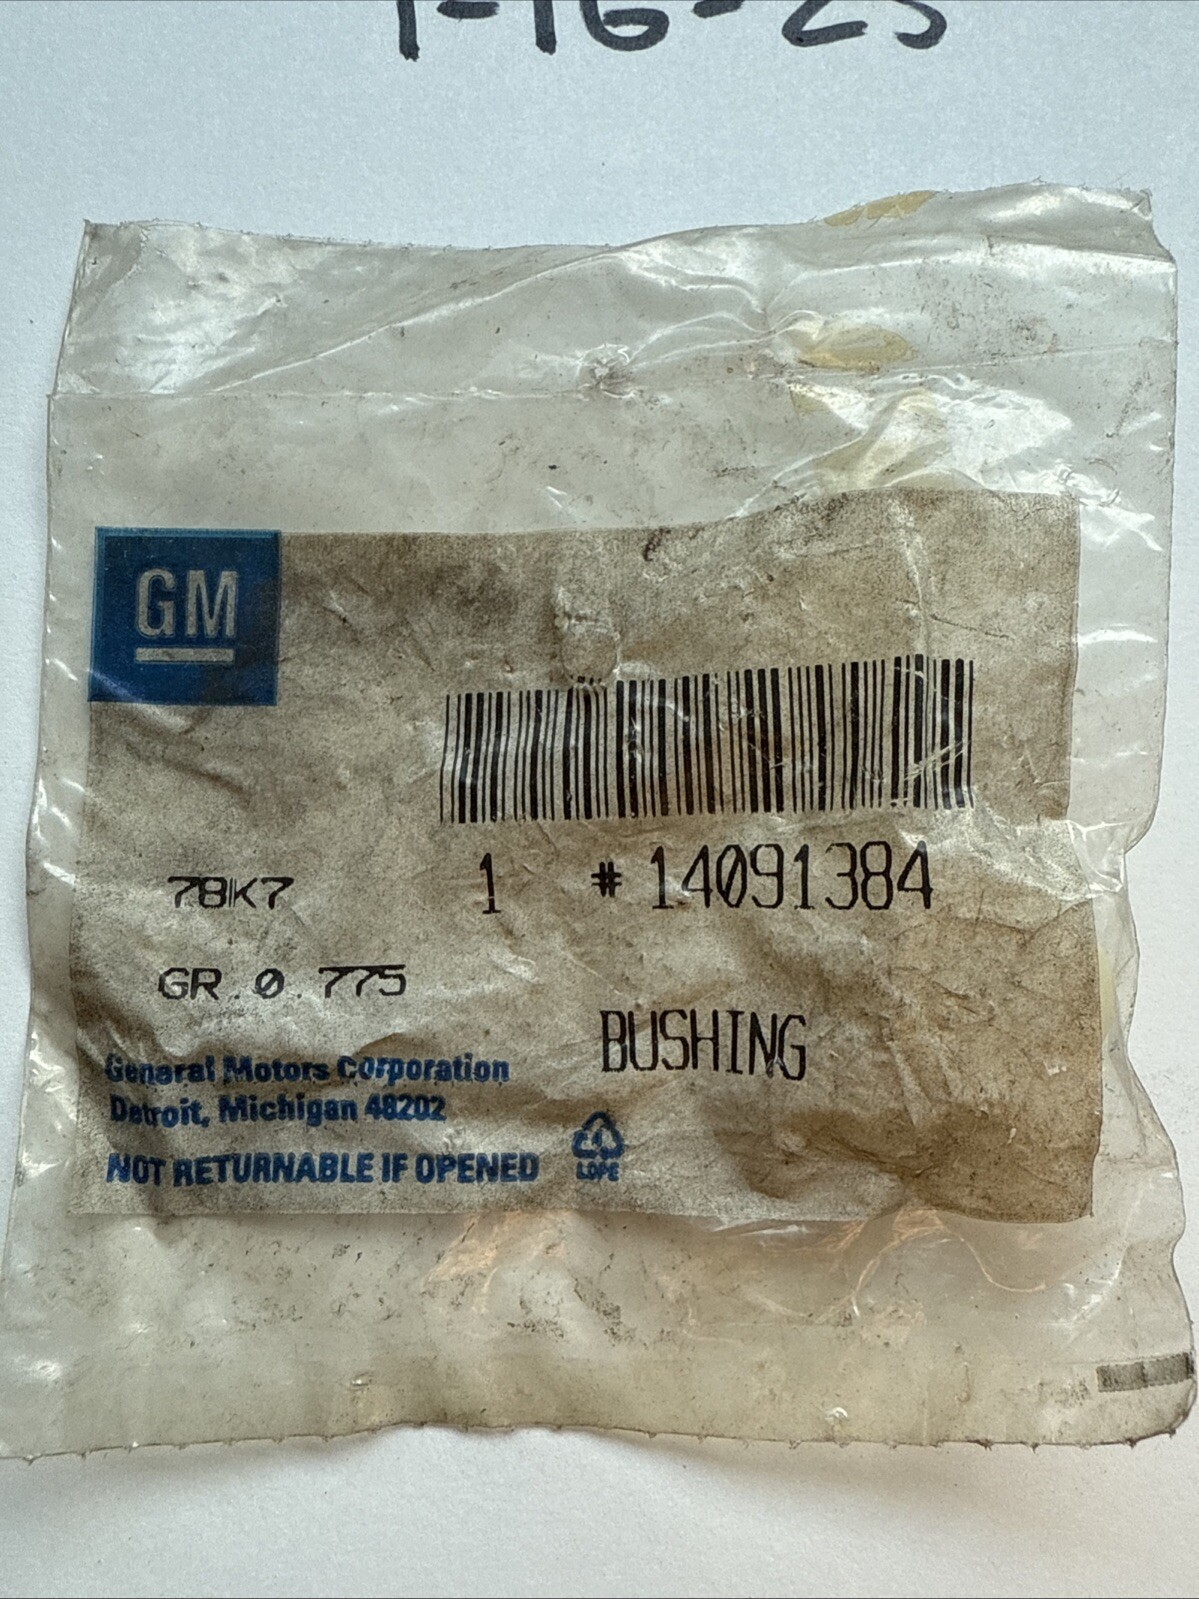 1-16-25
GM
78K7
1 # 14091384
GR. 0. 775
BUSHING
General Motors Corporation
Detroit, Michigan 48202
NOT RETURNABLE IF OPENED
LDPE